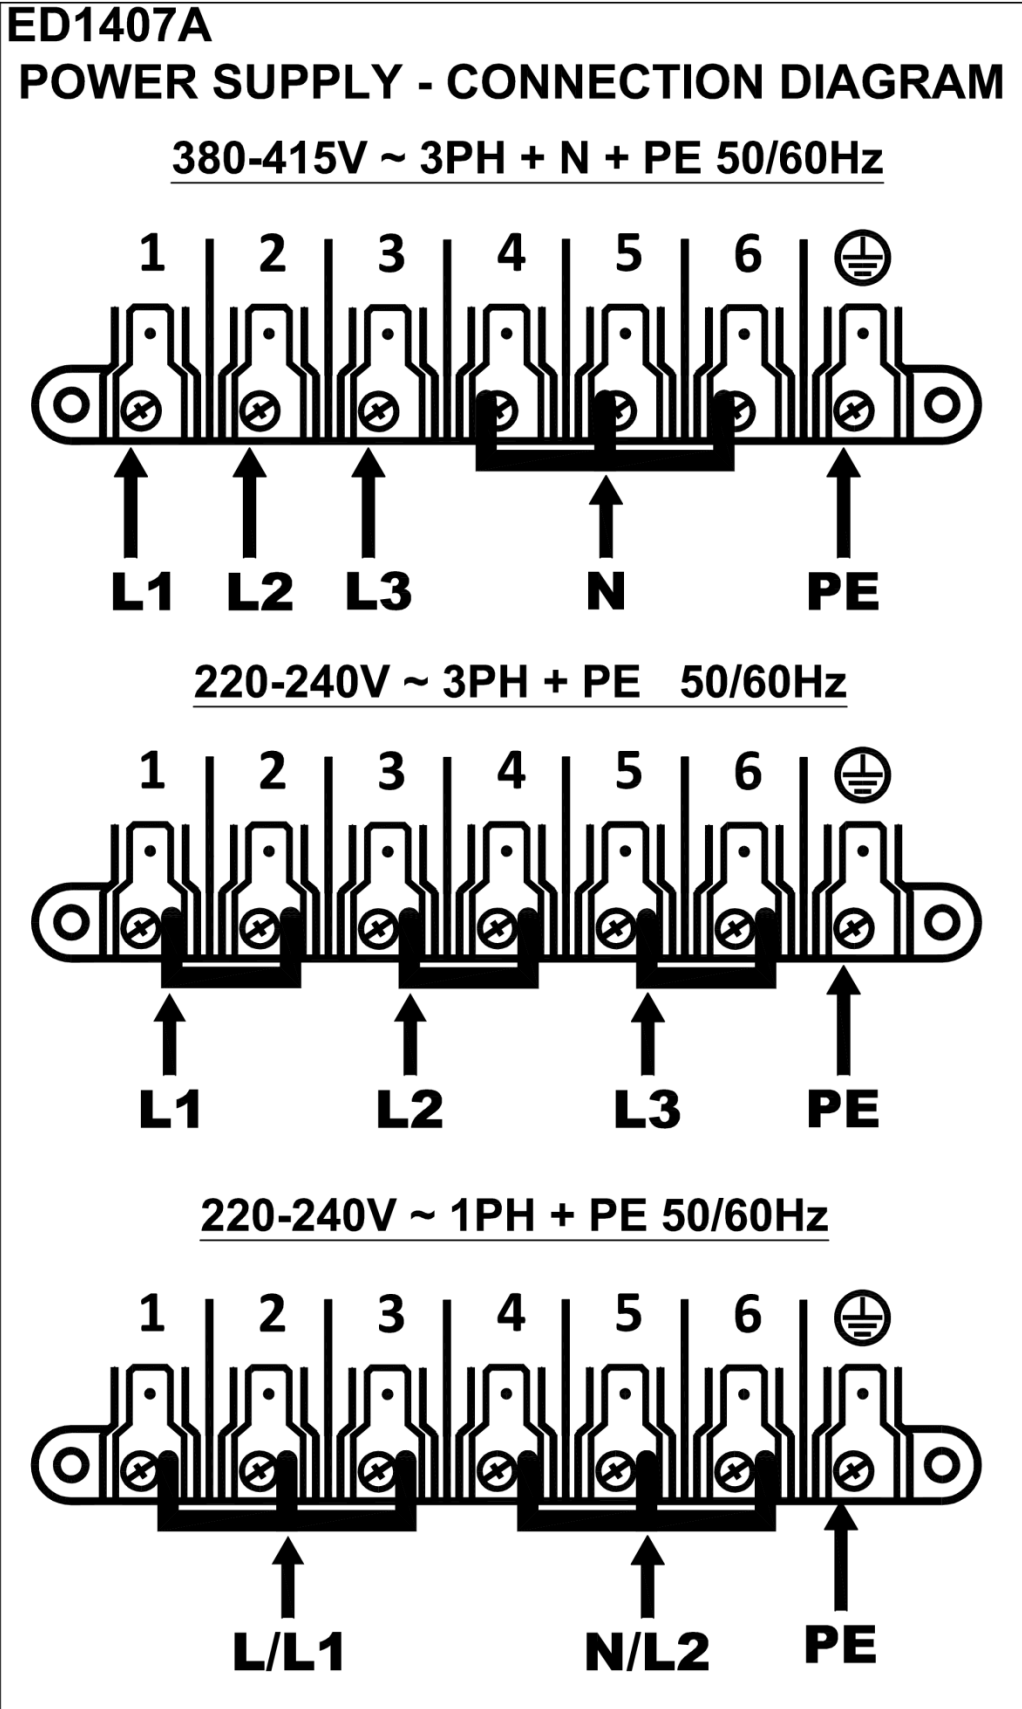 ED1407A
POWER SUPPLY - CONNECTION DIAGRAM
380-415V ~ 3PH + N + PE 50/60Hz
1 2 3 4 5 6
L1 L2 L3 N PE
220-240V ~ 3PH + PE 50/60Hz
1 2 3 4 5 6
L1 L2 L3 PE
220-240V ~ 1PH + PE 50/60Hz
1 2 3 4 5 6
L/L1 N/L2 PE